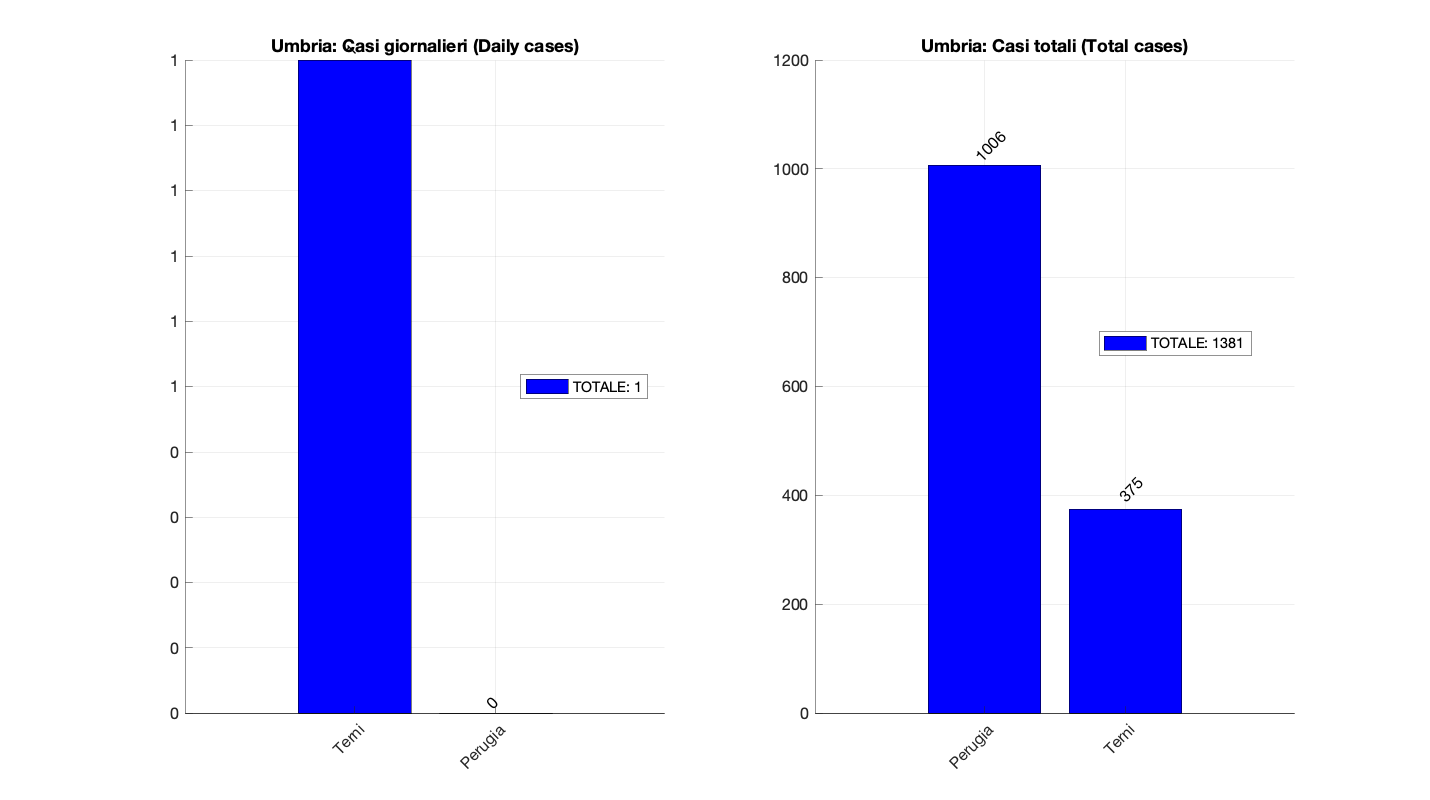 Umbria: Casi giornalieri (Daily cases)
1
1
1
1
1
1
0
0
0
0
0
0
Terni
Perugia
TOTALE: 1
Umbria: Casi totali (Total cases)
1200
1000
800
600
400
200
0
1006
375
Perugia
Terni
TOTALE: 1381